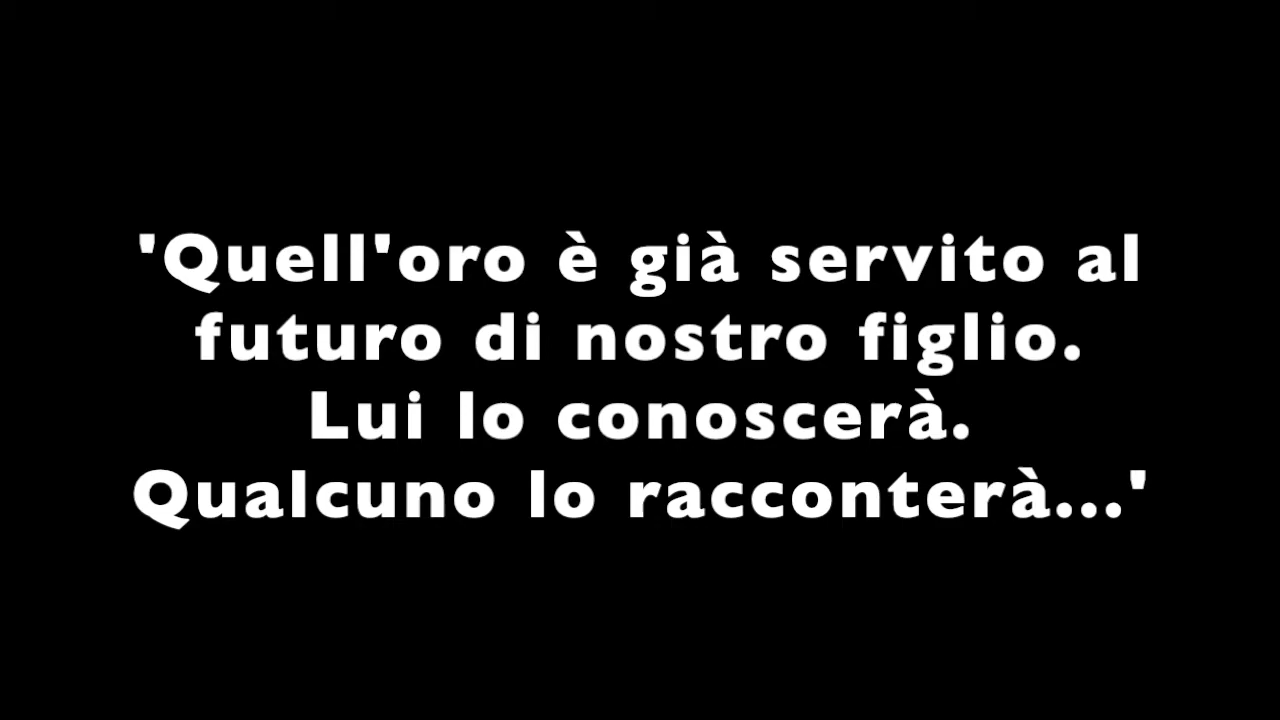 'Quell'oro è già servito al
futuro di nostro figlio.
Lui lo conoscerà.
Qualcuno lo racconterà...'